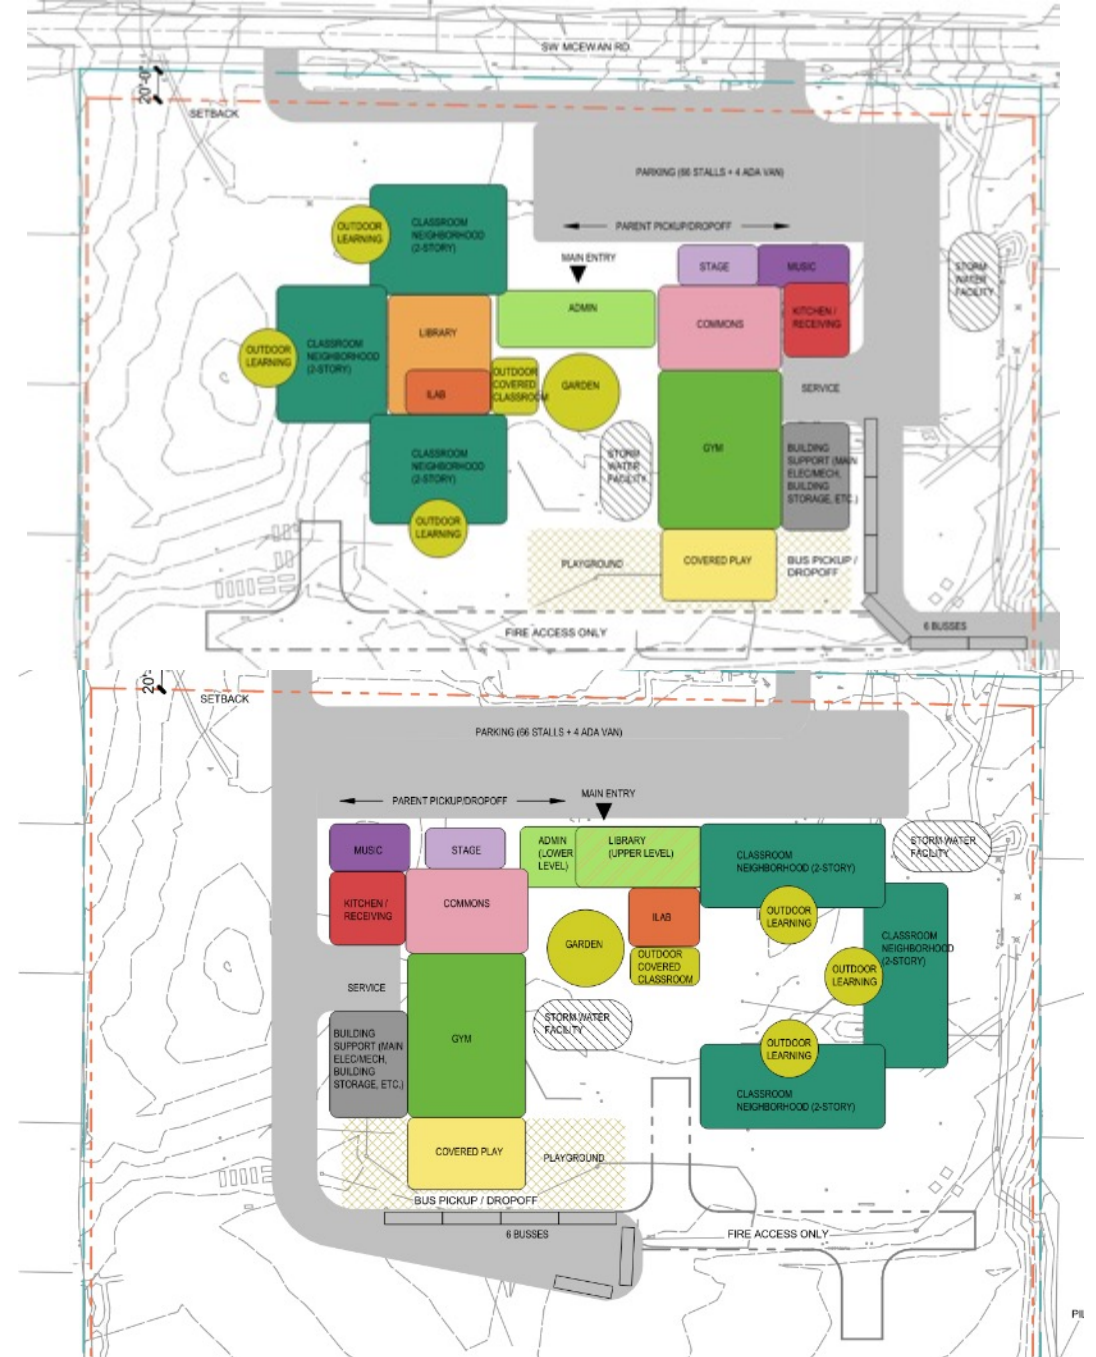 SW MCEWAN RD.
20'-0"
SETBACK
PARKING (66 STALLS + 4 ADA VAN)
PARENT PICKUP/DROPOFF
MAIN ENTRY
OUTDOOR
LEARNING
CLASSROOM
NEIGHBORHOOD
(2-STORY)
STAGE
MUSIC
STORM
WATER
FACILITY
ADMIN
COMMONS
KITCHEN /
RECEIVING
LIBRARY
OUTDOOR
LEARNING
CLASSROOM
NEIGHBORHOOD
(2-STORY)
ILAB
OUTDOOR
COVERED
CLASSROOM
GARDEN
SERVICE
CLASSROOM
NEIGHBORHOOD
(2-STORY)
STORM
WATER
FACILITY
GYM
BUILDING
SUPPORT (MAIN
ELEC/MECH,
BUILDING
STORAGE, ETC.)
OUTDOOR
LEARNING
PLAYGROUND
COVERED PLAY
BUS PICKUP /
DROPOFF
FIRE ACCESS ONLY
6 BUSSES
20'-
SETBACK
PARKING (66 STALLS + 4 ADA VAN)
PARENT PICKUP/DROPOFF
MAIN ENTRY
MUSIC
STAGE
ADMIN
(LOWER
LEVEL)
LIBRARY
(UPPER LEVEL)
CLASSROOM
NEIGHBORHOOD (2-STORY)
STORM WATER
FACILITY
KITCHEN /
RECEIVING
COMMONS
ILAB
OUTDOOR
LEARNING
GARDEN
OUTDOOR
COVERED
CLASSROOM
CLASSROOM
NEIGHBORHOOD
(2-STORY)
OUTDOOR
LEARNING
SERVICE
STORM WATER
FACILITY
BUILDING
SUPPORT (MAIN
ELEC/MECH,
BUILDING
STORAGE, ETC.)
GYM
OUTDOOR
LEARNING
CLASSROOM
NEIGHBORHOOD (2-STORY)
COVERED PLAY
PLAYGROUND
BUS PICKUP / DROPOFF
6 BUSSES
FIRE ACCESS ONLY